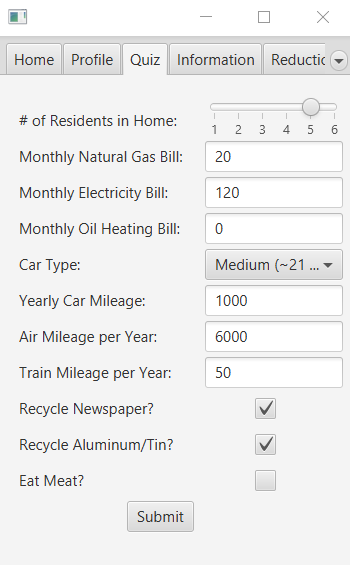 Home Profile Quiz Information Reductic
# of Residents in Home:
1 2 3 4 5 6
Monthly Natural Gas Bill: 20
Monthly Electricity Bill: 120
Monthly Oil Heating Bill: 0
Car Type: Medium (~21 ...
Yearly Car Mileage: 1000
Air Mileage per Year: 6000
Train Mileage per Year: 50
Recycle Newspaper?
Recycle Aluminum/Tin?
Eat Meat?
Submit